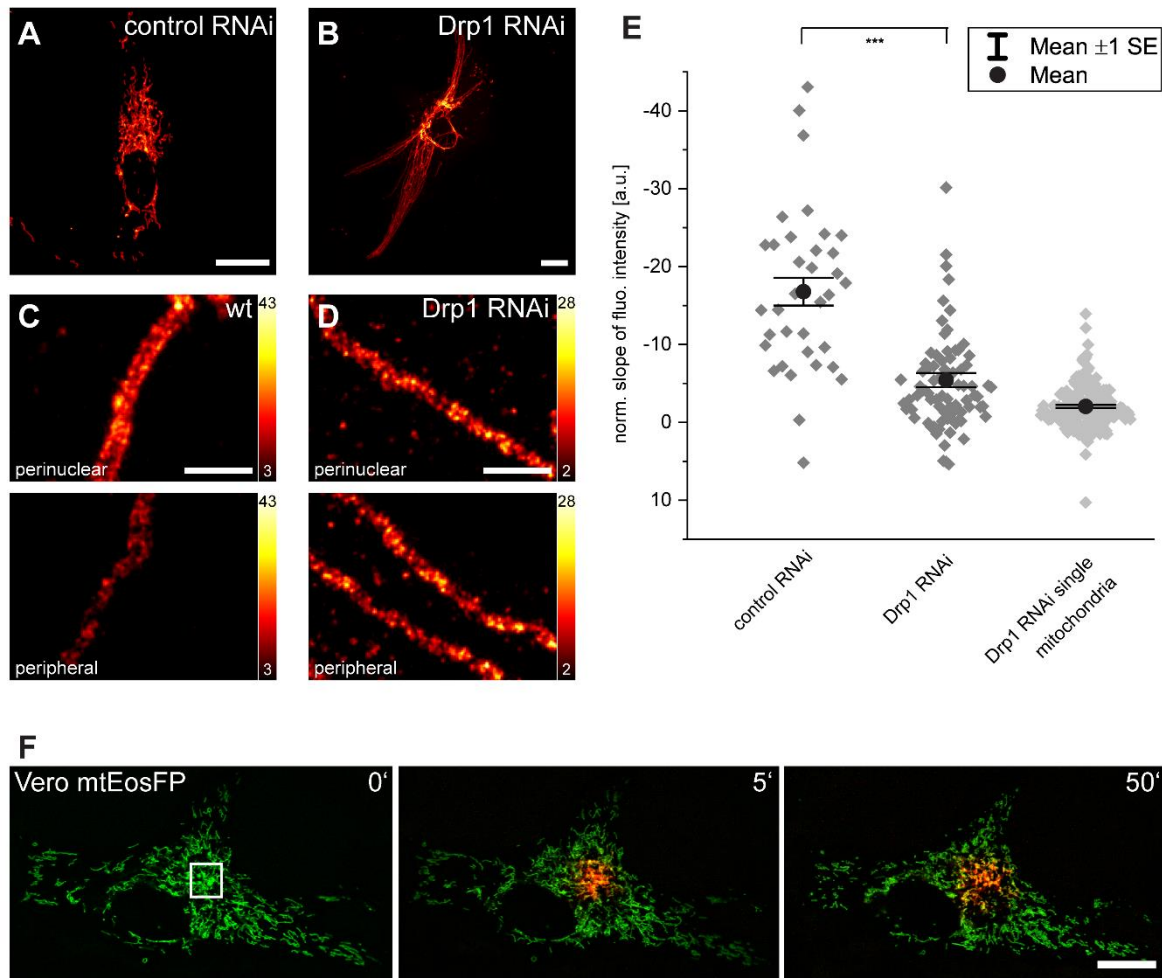 A control RNAi
B Drp1 RNAi
C wt
43
perinuclear
3
43
peripheral
3
D Drp1 RNAi
28
perinuclear
2
28
peripheral
2
E
***
Mean ±1 SE
Mean
norm. slope of fluo. intensity [a.u.]
-40
-30
-20
-10
0
10
control RNAi
Drp1 RNAi
Drp1 RNAi single
mitochondria
F
Vero mtEosFP 0‘
5‘
50‘